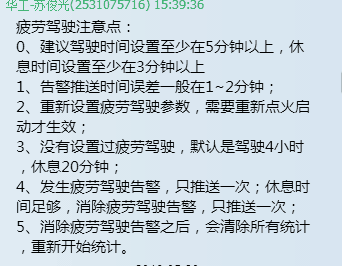 华工-苏俊光(2531075716) 15:39:36
疲劳驾驶注意点：
0、建议驾驶时间设置至少在5分钟以上，休
息时间设置至少在3分钟以上
1、告警推送时间误差一般在1~2分钟；
2、重新设置疲劳驾驶参数，需要重新点火启
动才生效；
3、没有设置过疲劳驾驶，默认是驾驶4小时
，休息20分钟；
4、发生疲劳驾驶告警，只推送一次；休息时
间足够，消除疲劳驾驶告警，只推送一次；
5、消除疲劳驾驶告警之后，会清除所有统计
，重新开始统计。